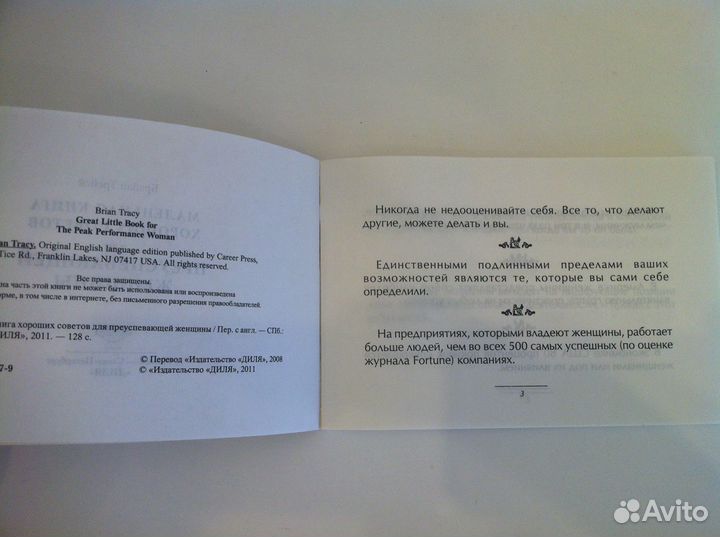 Brian Tracy
Great Little Book for
The Peak Performance Woman
an Tracy, Original English language edition published by Career Press,
Tice Rd., Franklin Lakes, NJ 07417 USA. All rights reserved.
Все права защищены.
на часть этой книги не может быть использована или воспроизведена
орме, в том числе в интернете, без письменного разрешения правообладателей.
нига хороших советов для преуспевающей женщины / Пер. с англ. — СПб.:
», 2011. — 128 с.
7-9
© Перевод «Издательство «ДИЛЯ», 2008
© «Издательство «ДИЛЯ», 2011
Никогда не недооценивайте себя. Все то, что делают
другие, можете делать и вы.
Единственными подлинными пределами ваших
возможностей являются те, которые вы сами себе
определили.
На предприятиях, которыми владеют женщины, работает
больше людей, чем во всех 500 самых успешных (по оценке
журнала Fortune) компаниях.
3
Avito